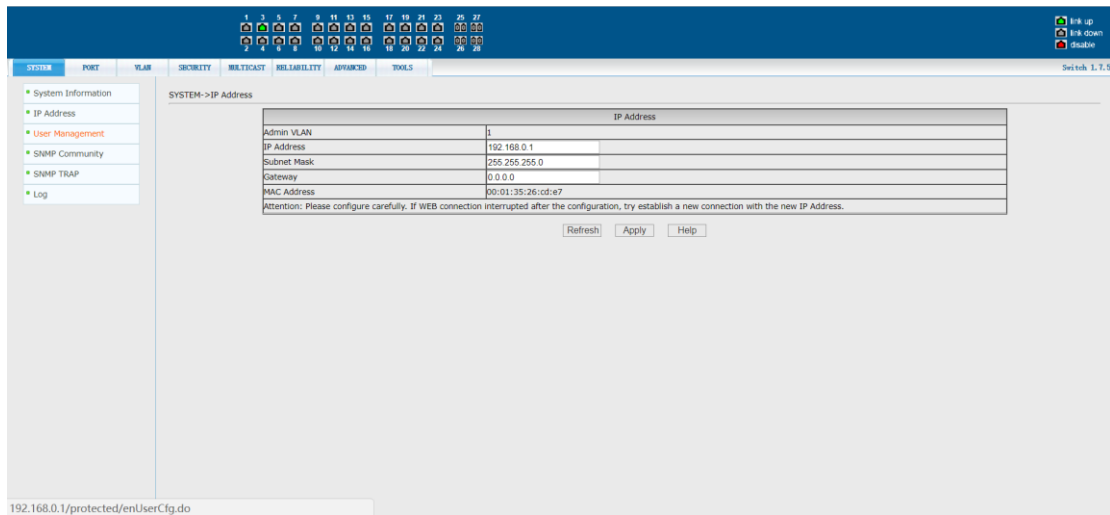 1 3 5 7 9 11 13 15 17 19 21 23 25 27
2 4 6 8 10 12 14 16 18 20 22 24 26 28
link up
link down
disable
SYSTEM PORT VLAN SECURITY MULTICAST RELIABILITY ADVANCED TOOLS Switch 1.7.5
System Information
IP Address
User Management
SNMP Community
SNMP TRAP
Log
SYSTEM->IP Address
IP Address
Admin VLAN 1
IP Address 192.168.0.1
Subnet Mask 255.255.255.0
Gateway 0.0.0.0
MAC Address 00:01:35:26:cd:e7
Attention: Please configure carefully. If WEB connection interrupted after the configuration, try establish a new connection with the new IP Address.
Refresh Apply Help
192.168.0.1/protected/enUserCfg.do